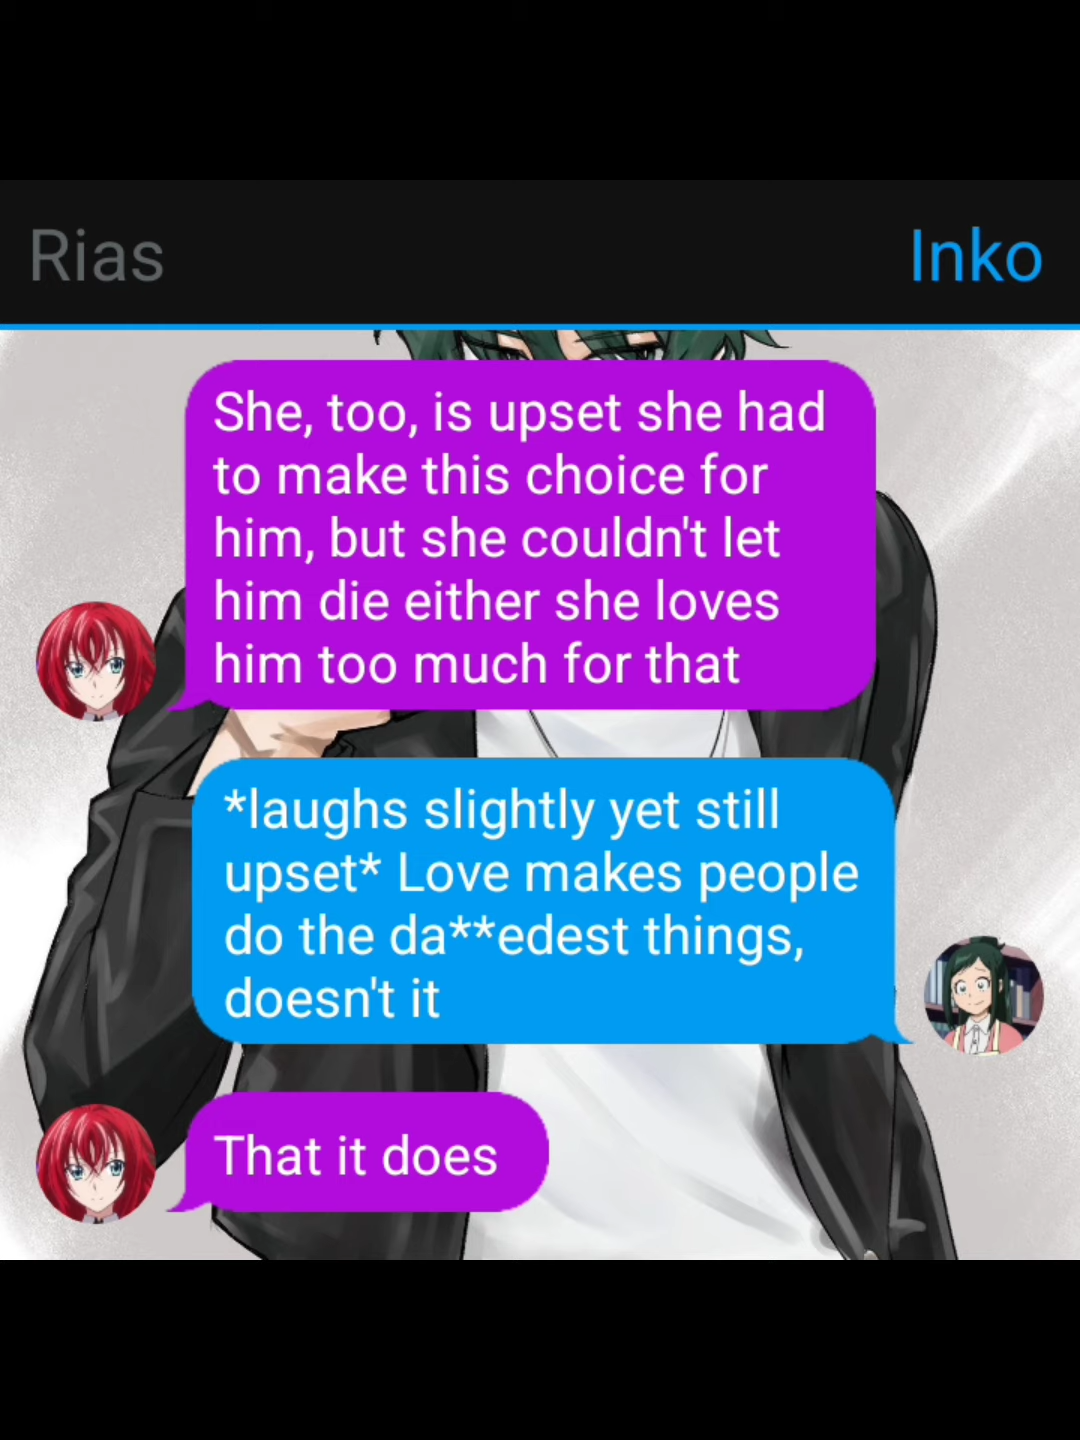 Rias
Inko
She, too, is upset she had
to make this choice for
him, but she couldn't let
him die either she loves
him too much for that
*laughs slightly yet still
upset* Love makes people
do the da**edest things,
doesn't it
That it does